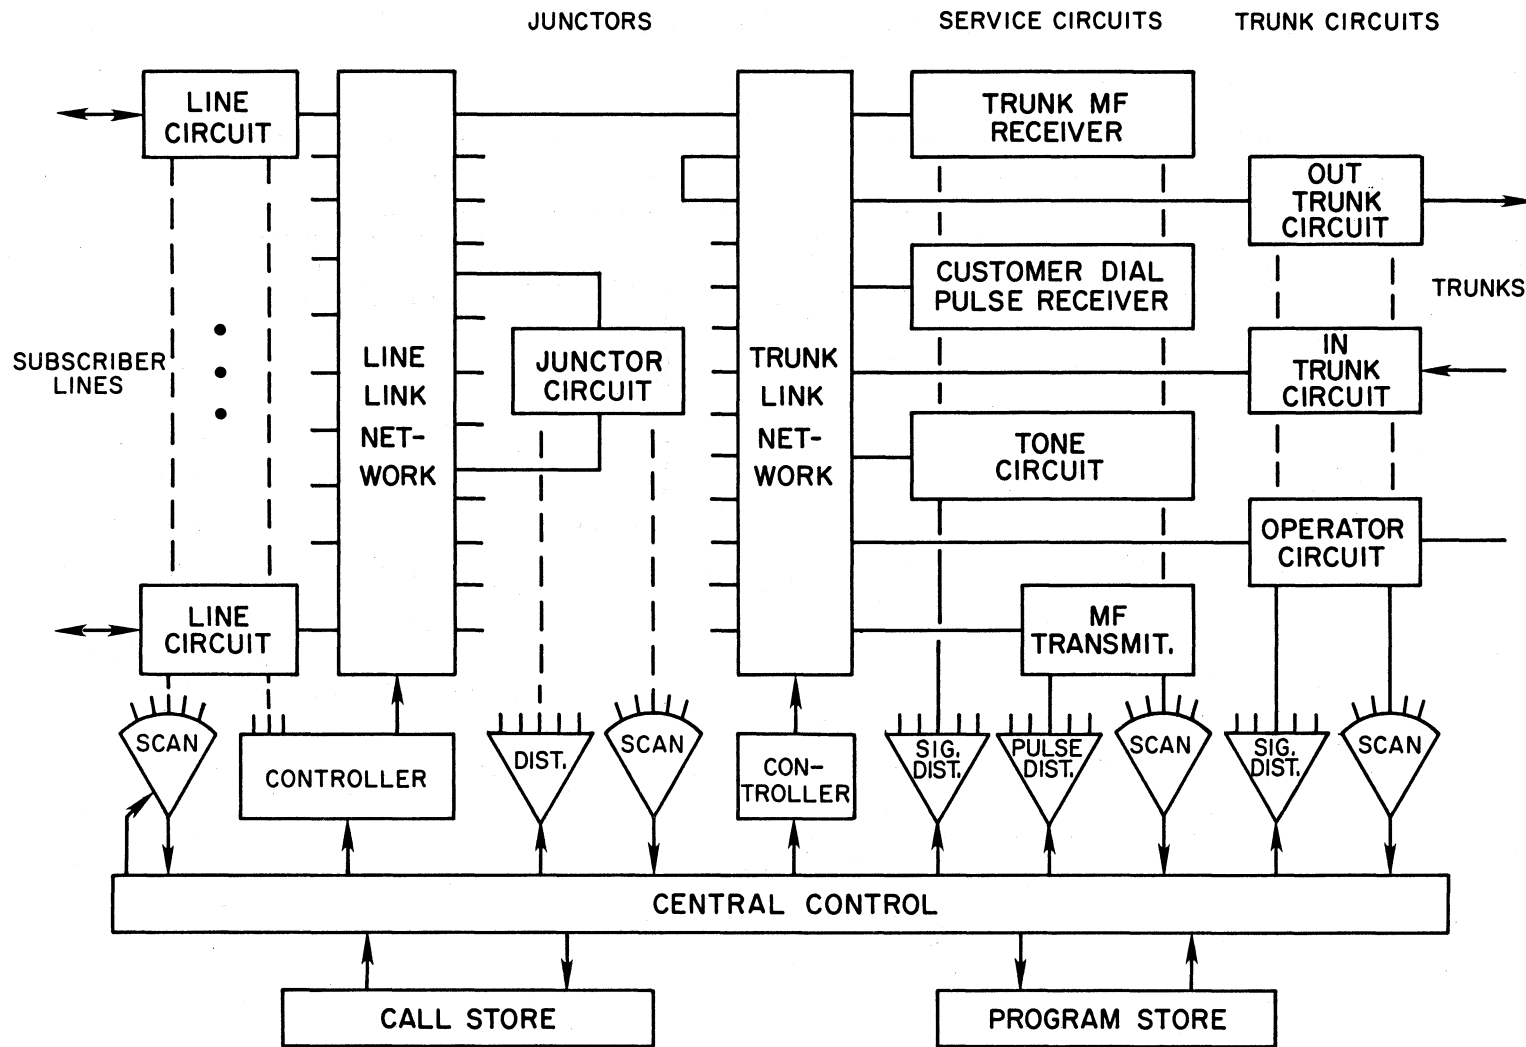 JUNCTORS
SERVICE CIRCUITS
TRUNK CIRCUITS
LINE
CIRCUIT
TRUNK MF
RECEIVER
OUT
TRUNK
CIRCUIT
CUSTOMER DIAL
PULSE RECEIVER
TRUNKS
SUBSCRIBER
LINES
LINE
LINK
NET-
WORK
JUNCTOR
CIRCUIT
TRUNK
LINK
NET-
WORK
IN
TRUNK
CIRCUIT
TONE
CIRCUIT
OPERATOR
CIRCUIT
LINE
CIRCUIT
MF
TRANSMIT.
SCAN
CONTROLLER
DIST.
SCAN
CON-
TROLLER
SIG.
DIST.
PULSE
DIST.
SCAN
SIG.
DIST.
SCAN
CENTRAL CONTROL
CALL STORE
PROGRAM STORE